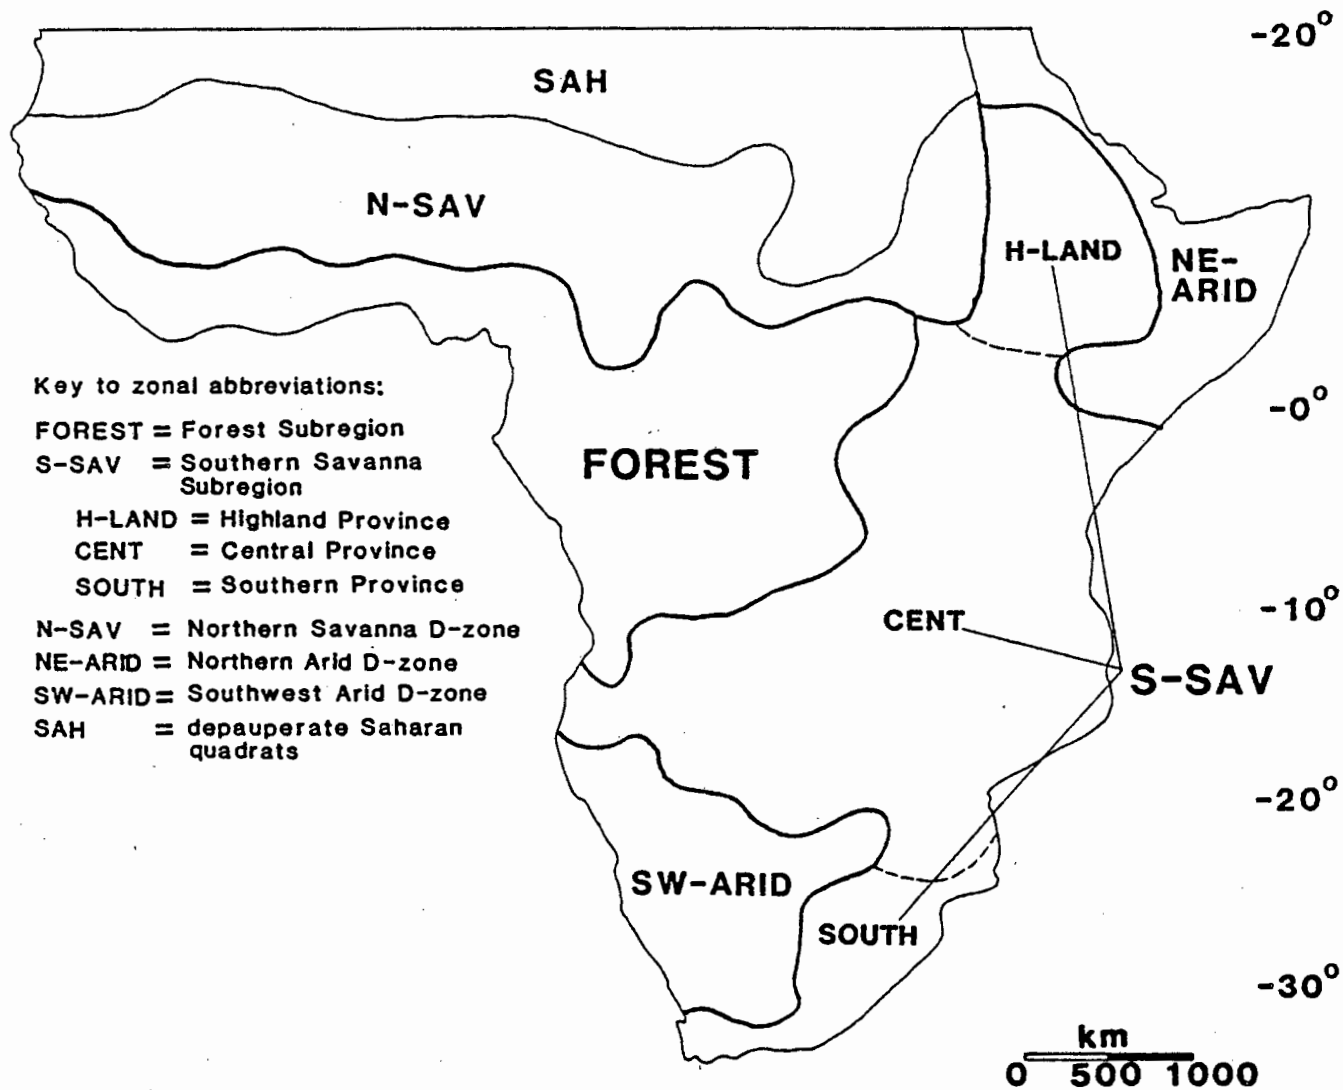 -20°
SAH
N-SAV
H-LAND
NE-
ARID
Key to zonal abbreviations:
FOREST = Forest Subregion
S-SAV = Southern Savanna
Subregion
H-LAND = Highland Province
CENT = Central Province
SOUTH = Southern Province
N-SAV = Northern Savanna D-zone
NE-ARID = Northern Arid D-zone
SW-ARID = Southwest Arid D-zone
SAH = depauperate Saharan
quadrats
-0°
FOREST
-10°
CENT
S-SAV
-20°
SW-ARID
SOUTH
-30°
km
0 500 1000